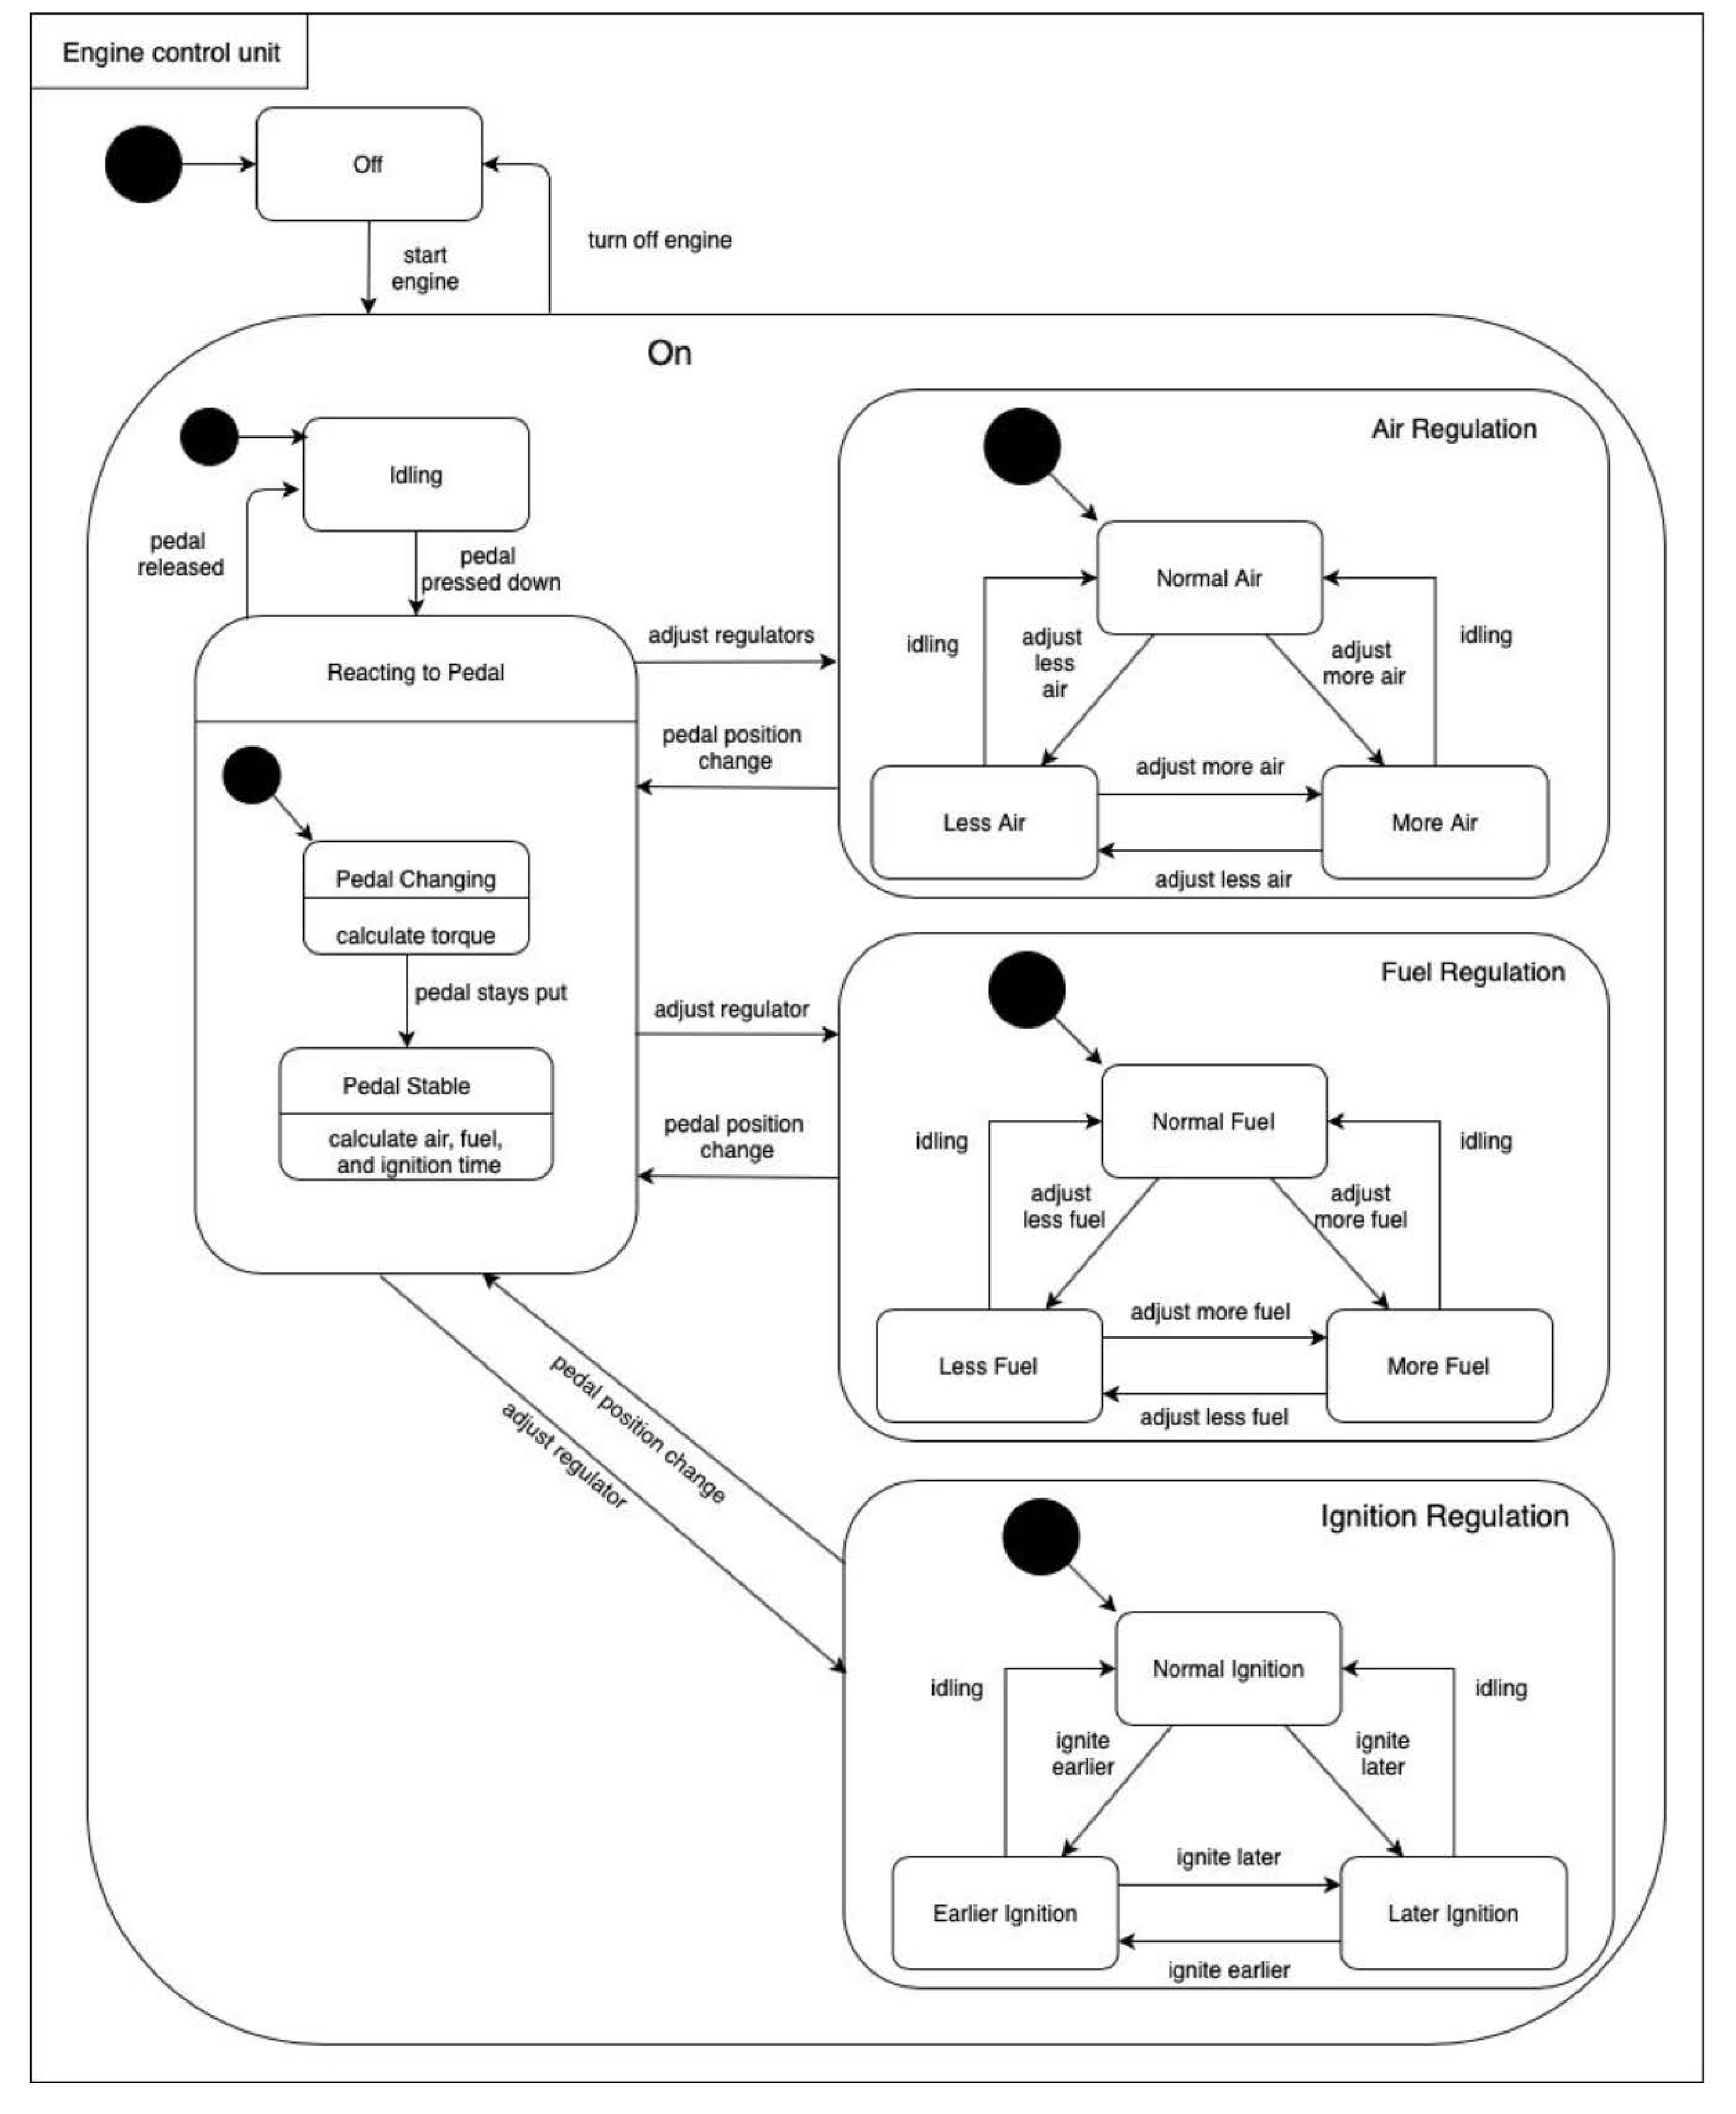 Engine control unit
Off
start
engine
turn off engine
On
Idling
pedal
released
pedal
pressed down
Reacting to Pedal
Pedal Changing
calculate torque
pedal stays put
Pedal Stable
calculate air, fuel,
and ignition time
adjust regulators
pedal position
change
adjust regulator
pedal position
change
pedal position change
adjust regulator
Air Regulation
Normal Air
idling
adjust
less
air
adjust
more air
idling
adjust more air
Less Air
More Air
adjust less air
Fuel Regulation
Normal Fuel
idling
adjust
less fuel
adjust
more fuel
idling
adjust more fuel
Less Fuel
More Fuel
adjust less fuel
Ignition Regulation
Normal Ignition
idling
ignite
earlier
ignite
later
idling
ignite later
Earlier Ignition
Later Ignition
ignite earlier